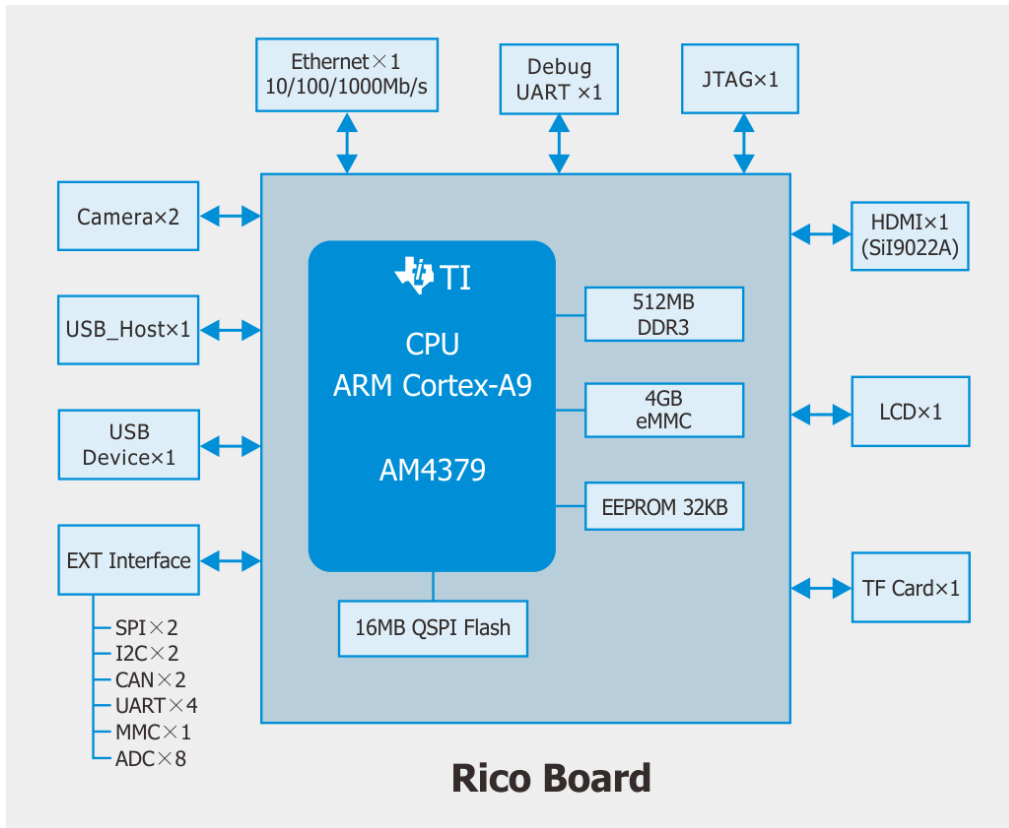 Ethernet×1
10/100/1000Mb/s
Debug
UART ×1
JTAG×1
Camera×2
USB_Host×1
USB
Device×1
EXT Interface
SPI×2
I2C×2
CAN×2
UART×4
MMC×1
ADC×8
TI
CPU
ARM Cortex-A9
AM4379
512MB
DDR3
4GB
eMMC
EEPROM 32KB
16MB QSPI Flash
HDMI×1
(SiI9022A)
LCD×1
TF Card×1
Rico Board